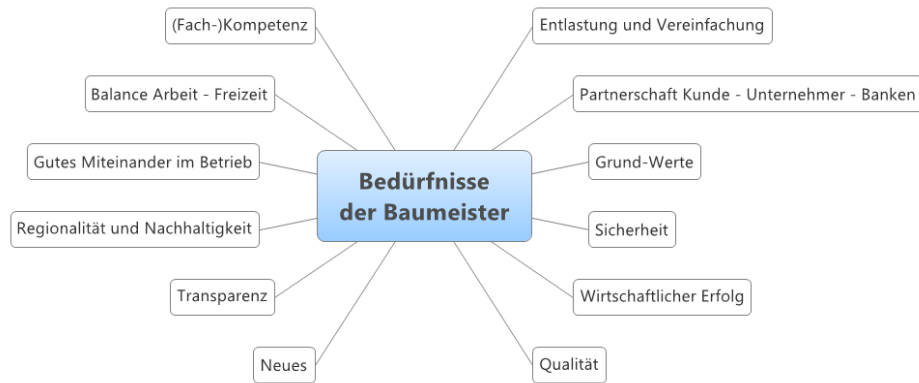 (Fach-)Kompetenz
Entlastung und Vereinfachung
Balance Arbeit - Freizeit
Partnerschaft Kunde - Unternehmer - Banken
Gutes Miteinander im Betrieb
Grund-Werte
Bedürfnisse
der Baumeister
Regionalität und Nachhaltigkeit
Sicherheit
Transparenz
Wirtschaftlicher Erfolg
Neues
Qualität